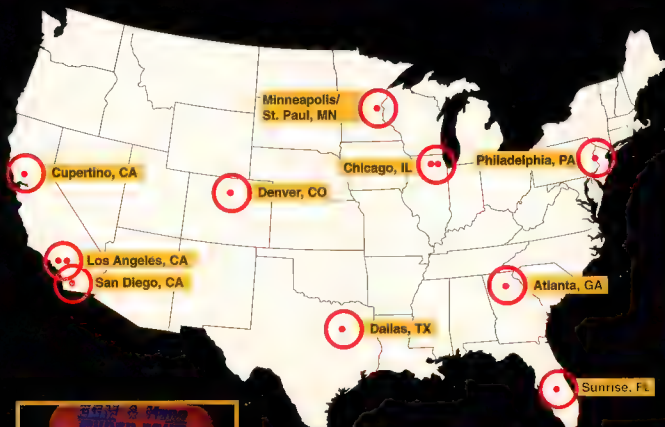 Minneapolis/
St. Paul, MN
Chicago, IL
Philadelphia, PA
Cupertino, CA
Denver, CO
Los Angeles, CA
San Diego, CA
Atlanta, GA
Dallas, TX
Sunrise, FL